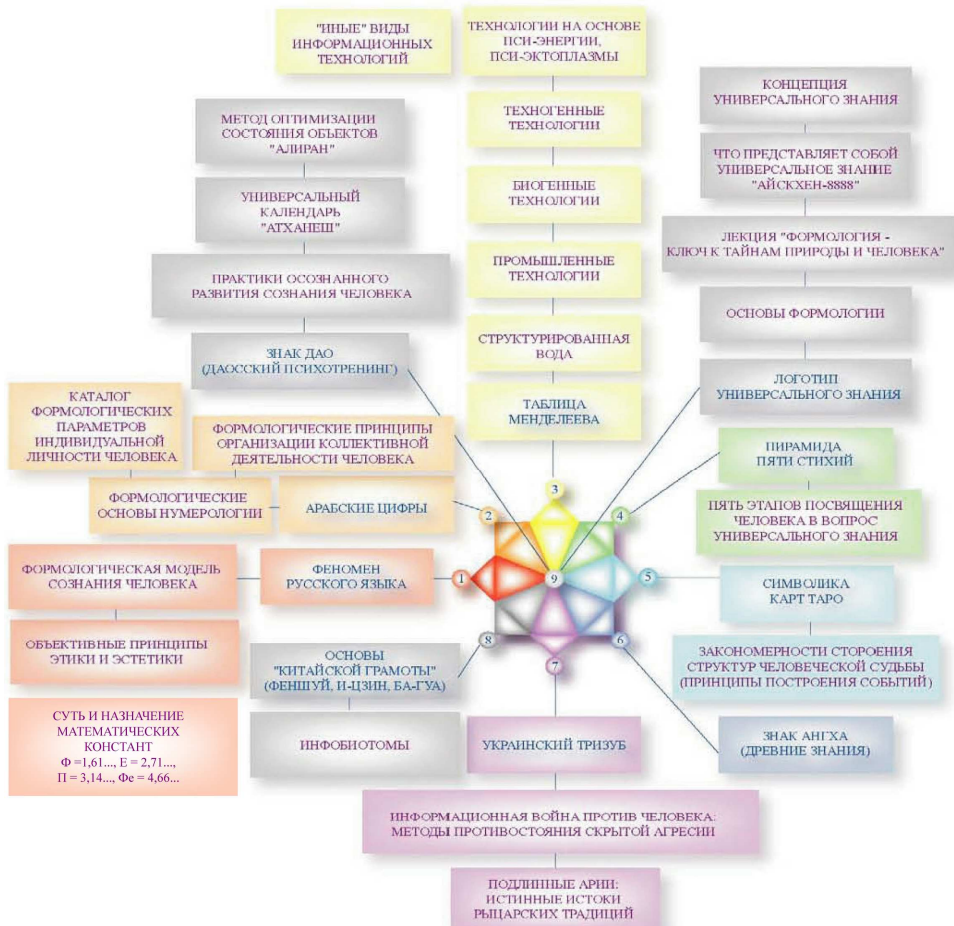 "ИНЫЕ" ВИДЫ
ИНФОРМАЦИОННЫХ
ТЕХНОЛОГИЙ
ТЕХНОЛОГИИ НА ОСНОВЕ
ПСИ-ЭНЕРГИИ,
ПСИ-ЭКТОПЛАЗМЫ
ТЕХНОГЕННЫЕ
ТЕХНОЛОГИИ
БИОГЕННЫЕ
ТЕХНОЛОГИИ
ПРОМЫШЛЕННЫЕ
ТЕХНОЛОГИИ
СТРУКТУРИРОВАННАЯ
ВОДА
ТАБЛИЦА
МЕНДЕЛЕЕВА
КОНЦЕПЦИЯ
УНИВЕРСАЛЬНОГО ЗНАНИЯ
ЧТО ПРЕДСТАВЛЯЕТ СОБОЙ
УНИВЕРСАЛЬНОЕ ЗНАНИЕ
"АЙСКХЕН-8888"
ЛЕКЦИЯ "ФОРМОЛОГИЯ -
КЛЮЧ К ТАЙНАМ ПРИРОДЫ И ЧЕЛОВЕКА"
ОСНОВЫ ФОРМОЛОГИИ
ЛОГОТИП
УНИВЕРСАЛЬНОГО ЗНАНИЯ
МЕТОД ОПТИМИЗАЦИИ
СОСТОЯНИЯ ОБЪЕКТОВ
"АЛИРАН"
УНИВЕРСАЛЬНЫЙ
КАЛЕНДАРЬ
"АТХАНЕШ"
ПРАКТИКИ ОСОЗНАННОГО
РАЗВИТИЯ СОЗНАНИЯ ЧЕЛОВЕКА
ЗНАК ДАО
(ДАОССКИЙ ПСИХОТРЕНИНГ)
КАТАЛОГ
ФОРМОЛОГИЧЕСКИХ
ПАРАМЕТРОВ
ИНДИВИДУАЛЬНОЙ
ЛИЧНОСТИ ЧЕЛОВЕКА
ФОРМОЛОГИЧЕСКИЕ ПРИНЦИПЫ
ОРГАНИЗАЦИИ КОЛЛЕКТИВНОЙ
ДЕЯТЕЛЬНОСТИ ЧЕЛОВЕКА
ФОРМОЛОГИЧЕСКИЕ
ОСНОВЫ НУМЕРОЛОГИИ
АРАБСКИЕ ЦИФРЫ
ПИРАМИДА
ПЯТИ СТИХИЙ
ПЯТЬ ЭТАПОВ ПОСВЯЩЕНИЯ
ЧЕЛОВЕКА В ВОПРОС
УНИВЕРСАЛЬНОГО ЗНАНИЯ
3
2
4
1
9
5
8
6
7
ФОРМОЛОГИЧЕСКАЯ МОДЕЛЬ
СОЗНАНИЯ ЧЕЛОВЕКА
ФЕНОМЕН
РУССКОГО ЯЗЫКА
СИМВОЛИКА
КАРТ ТАРО
ОБЪЕКТИВНЫЕ ПРИНЦИПЫ
ЭТИКИ И ЭСТЕТИКИ
ОСНОВЫ
"КИТАЙСКОЙ ГРАМОТЫ"
(ФЕНШУЙ, И-ЦЗИН, БА-ГУА)
ЗАКОНОМЕРНОСТИ СТОРОЕНИЯ
СТРУКТУР ЧЕЛОВЕЧЕСКОЙ СУДЬБЫ
(ПРИНЦИПЫ ПОСТРОЕНИЯ СОБЫТИЙ)
СУТЬ И НАЗНАЧЕНИЕ
МАТЕМАТИЧЕСКИХ
КОНСТАНТ
Ф =1,61..., Е = 2,71...,
П = 3,14..., Фе = 4,66...
ИНФОБИОТОМЫ
УКРАИНСКИЙ ТРИЗУБ
ЗНАК АНГХА
(ДРЕВНИЕ ЗНАНИЯ)
ИНФОРМАЦИОННАЯ ВОЙНА ПРОТИВ ЧЕЛОВЕКА:
МЕТОДЫ ПРОТИВОСТОЯНИЯ СКРЫТОЙ АГРЕСИИ
ПОДЛИННЫЕ АРИИ:
ИСТИННЫЕ ИСТОКИ
РЫЦАРСКИХ ТРАДИЦИЙ